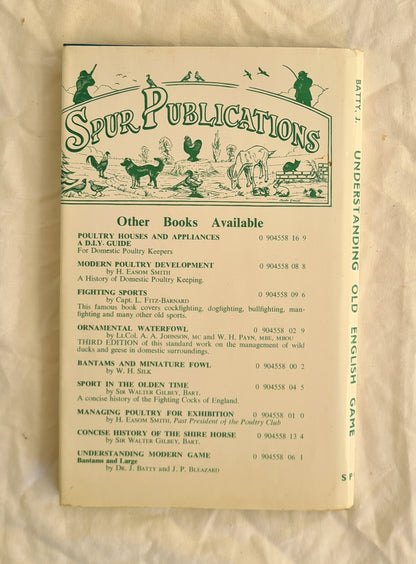 SPUR PUBLICATIONS
Other Books Available
POULTRY HOUSES AND APPLIANCES 0 904558 16 9
A D.I.Y. GUIDE
For Domestic Poultry Keepers
MODERN POULTRY DEVELOPMENT 0 904558 08 8
by H. EASOM SMITH
A History of Domestic Poultry Keeping.
FIGHTING SPORTS 0 904558 09 6
by Capt. L. FITZ-BARNARD
This famous book covers cockfighting, dogfighting, bullfighting, man-
fighting and many other old sports.
ORNAMENTAL WATERFOWL 0 904558 02 9
by LT.COL. A. A. JOHNSON, MC and W. H. PAYN, MBE, MBOU
THIRD EDITION of this standard work on the management of wild
ducks and geese in domestic surroundings.
BANTAMS AND MINIATURE FOWL 0 904558 00 2
by W. H. SILK
SPORT IN THE OLDEN TIME 0 904558 04 5
by SIR WALTER GILBEY, BART.
A concise history of the Fighting Cocks of England.
MANAGING POULTRY FOR EXHIBITION 0 904558 01 0
by H. EASOM SMITH, Past President of the Poultry Club
CONCISE HISTORY OF THE SHIRE HORSE 0 904558 13 4
by SIR WALTER GILBEY, BART.
UNDERSTANDING MODERN GAME 0 904558 06 1
Bantams and Large
by DR. J. BATTY and J. P. BLEAZARD
BATTY, J. UNDERSTANDING OLD ENGLISH GAME